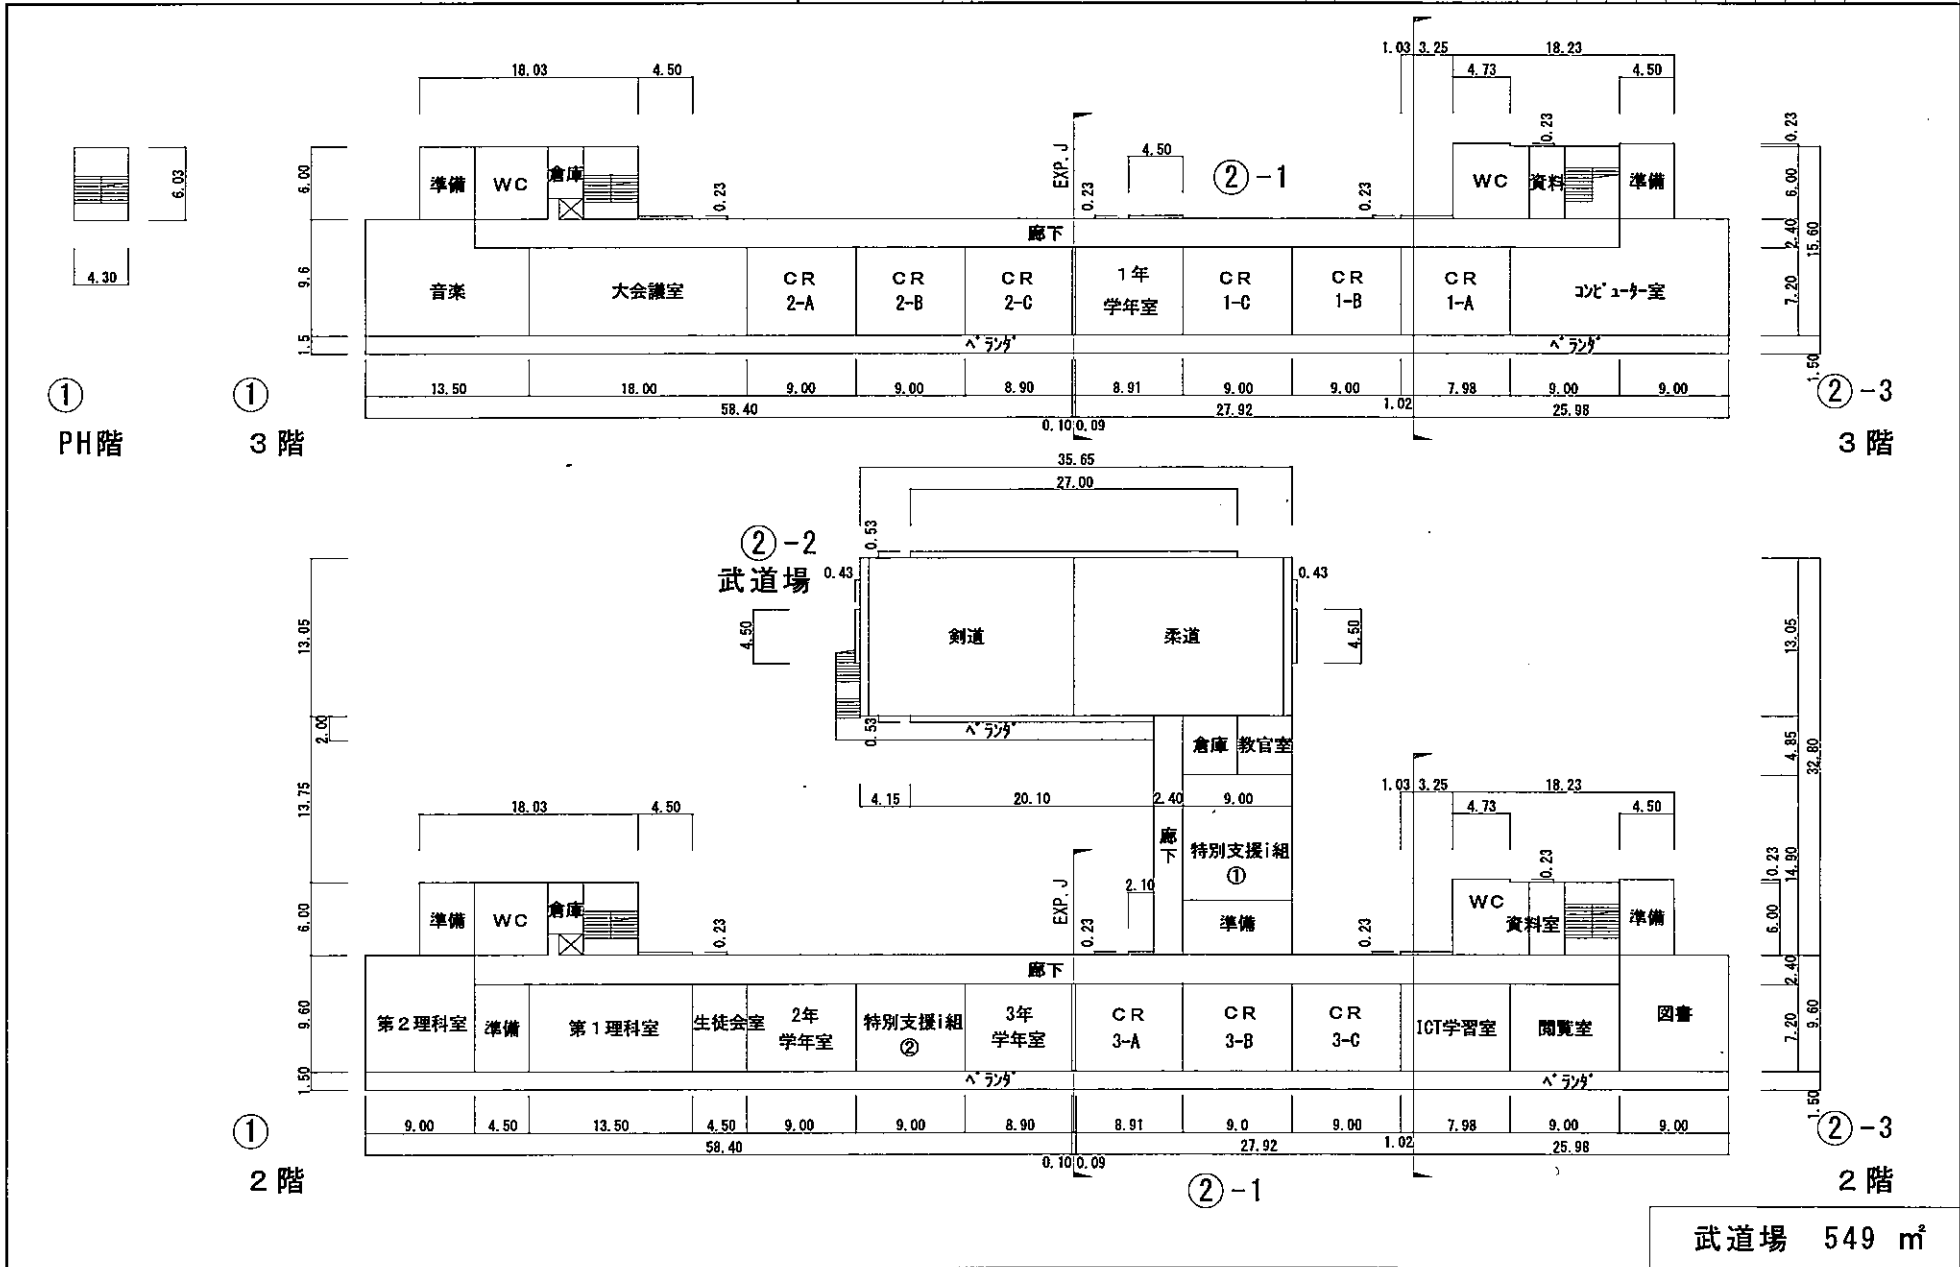 18.03 4.50
1.03 3.25 18.23
4.73 4.50
0.23
0.23
6.03
4.30
6.00
準備 WC 倉庫
0.23
EXP.J
0.23
4.50
②-1
0.23
WC 資料 準備
6.00
2.40
15.60
7.20
1.50
廊下
9.6
1.5
音楽 大会議室
CR 2-A
CR 2-B
CR 2-C
1年 学年室
CR 1-C
CR 1-B
CR 1-A
コンピューター室
ベランダ ベランダ
13.50 18.00 9.00 9.00 8.90 8.91 9.00 9.00 1.02 7.98 9.00 9.00
58.40 27.92 25.98
0.10 0.09
①
PH階
①
3階
②-3
3階
35.65
27.00
②-2
武道場
0.53
0.43 0.43
4.50 4.50
剣道 柔道
0.53
ベランダ
倉庫 教官室
13.05
2.00
13.75
13.05
4.85
32.80
14.90
4.15 20.10 2.40 9.00
廊下
特別支援i組
①
準備
18.03 4.50
1.03 3.25 18.23
4.73 4.50
0.23
0.23
6.00
準備 WC 倉庫
0.23
EXP.J
0.23
2.10
0.23
WC 資料室 準備
6.00
2.40
7.20
9.60
1.50
廊下
9.60
1.50
第2理科室 準備 第1理科室 生徒会室
2年 学年室
特別支援i組
②
3年 学年室
CR 3-A
CR 3-B
CR 3-C
ICT学習室 閲覧室 図書
ベランダ ベランダ
9.00 4.50 13.50 4.50 9.00 9.00 8.90 8.91 9.0 9.00 1.02 7.98 9.00 9.00
58.40 27.92 25.98
0.10 0.09
①
2階
②-1
②-3
2階
武道場 549 ㎡